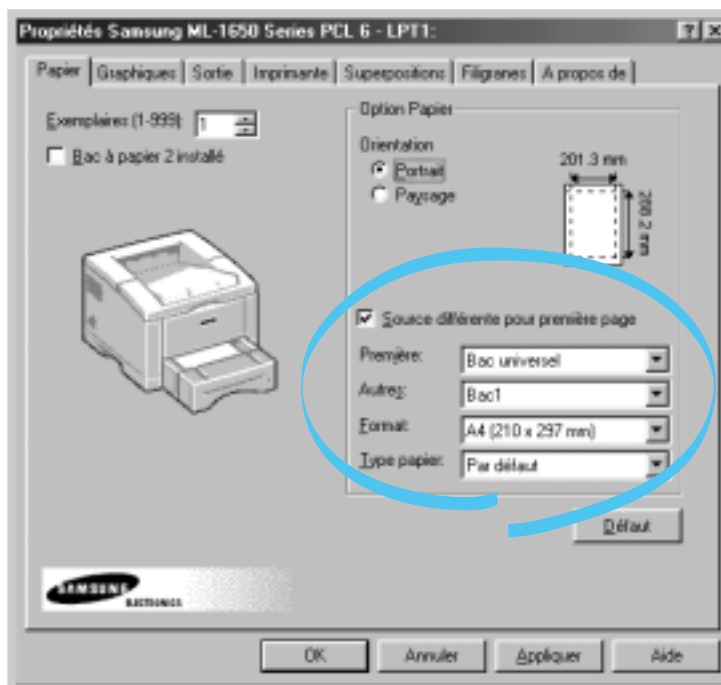 Propriétés Samsung ML-1650 Series PCL 6 - LPT1:
Papier Graphiques Sortie Imprimante Superpositions Filigranes A propos de
Exemplaires (1-999): 1
Bac à papier 2 installé
Option Papier
Orientation
Portrait
Paysage
201.3 mm
288.2 mm
Source différente pour première page
Première: Bac universel
Autres: Bac1
Format: A4 (210 x 297 mm)
Type papier: Par défaut
Défaut
SAMSUNG
ELECTRONICS
OK Annuler Appliquer Aide